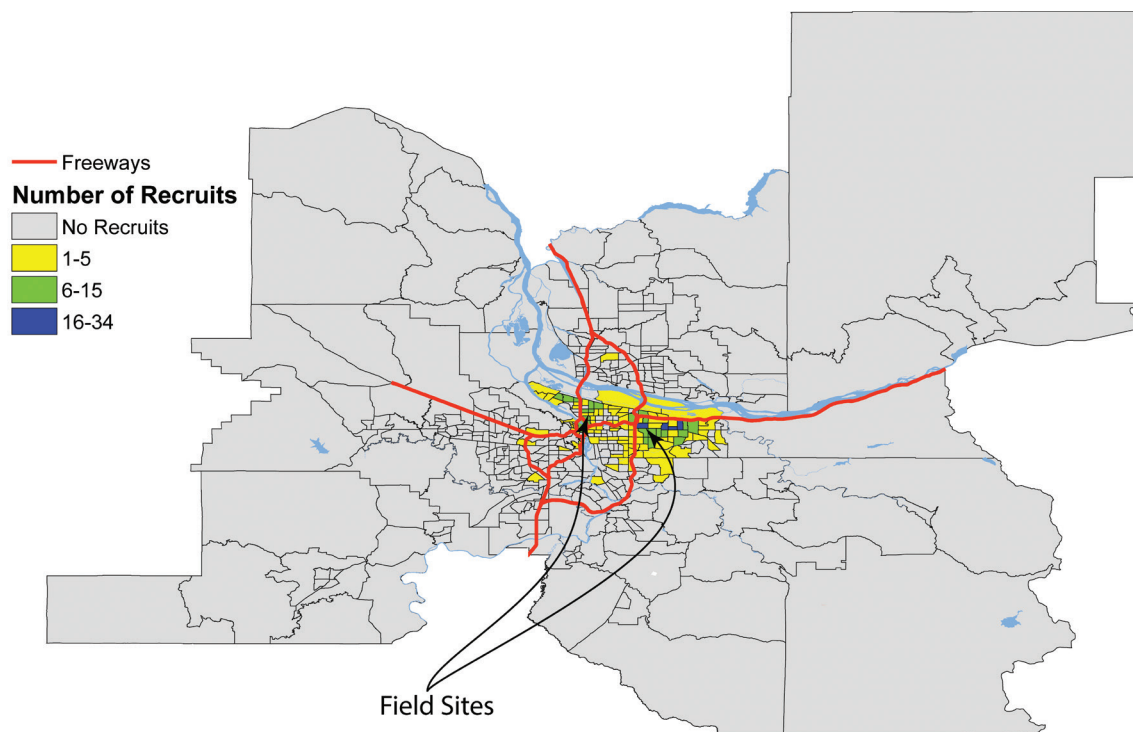 Freeways
Number of Recruits
No Recruits
1-5
6-15
16-34
Field Sites